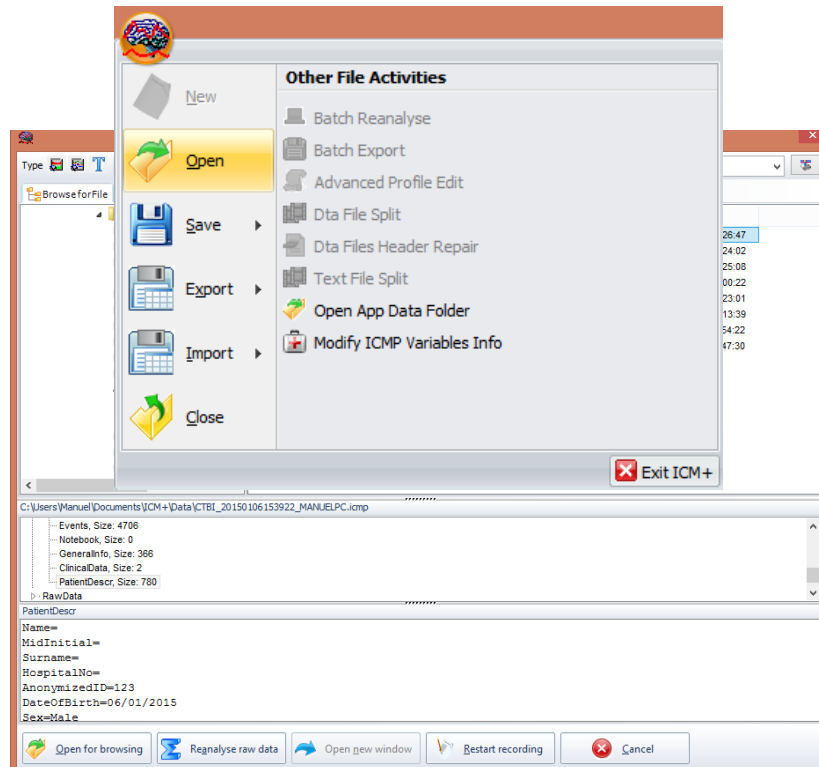 Other File Activities
New
Open
Save
Export
Import
Close
Batch Reanalyse
Batch Export
Advanced Profile Edit
Dta File Split
Dta Files Header Repair
Text File Split
Open App Data Folder
Modify ICMP Variables Info
Exit ICM+
Type
Browse for File
26:47
24:02
25:08
00:22
23:01
13:39
54:22
47:30
C:\Users\Manuel\Documents\ICM+\Data\CTBI_20150106153922_MANUELPC.icmp
Events, Size: 4706
Notebook, Size: 0
GeneralInfo, Size: 366
ClinicalData, Size: 2
PatientDescr, Size: 780
RawData
PatientDescr
Name=
MidInitial=
Surname=
HospitalNo=
AnonymizedID=123
DateOfBirth=06/01/2015
Sex=Male
Open for browsing
Reanalyse raw data
Open new window
Restart recording
Cancel